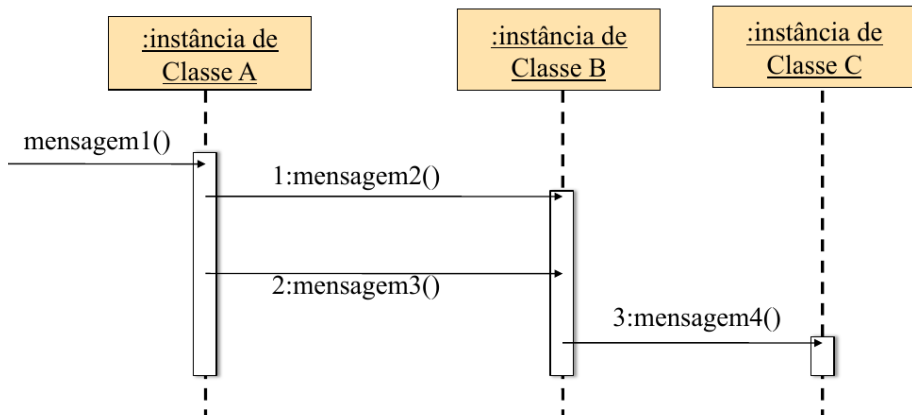 :instância de
Classe A
:instância de
Classe B
:instância de
Classe C
mensagem1()
1:mensagem2()
2:mensagem3()
3:mensagem4()